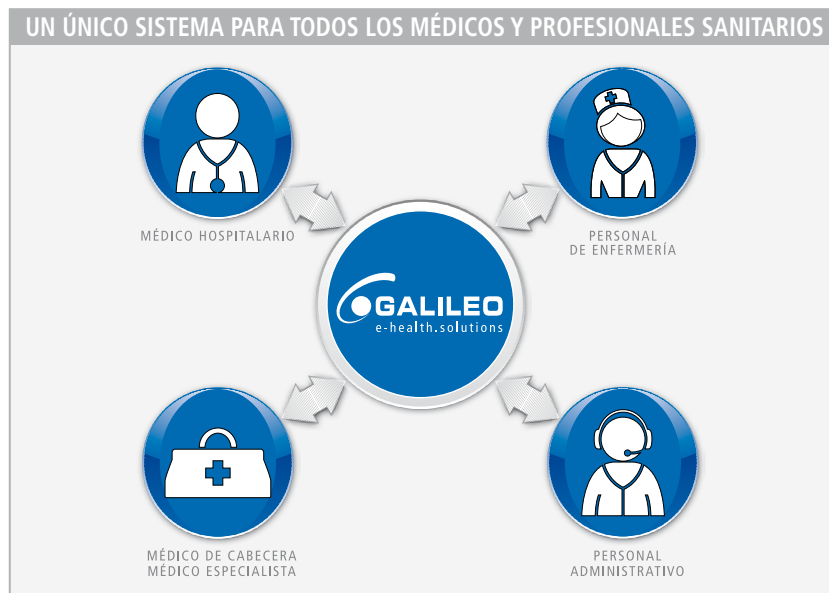 UN ÚNICO SISTEMA PARA TODOS LOS MÉDICOS Y PROFESIONALES SANITARIOS
MÉDICO HOSPITALARIO
PERSONAL
DE ENFERMERÍA
GALILEO
e-health.solutions
MÉDICO DE CABECERA
MÉDICO ESPECIALISTA
PERSONAL
ADMINISTRATIVO